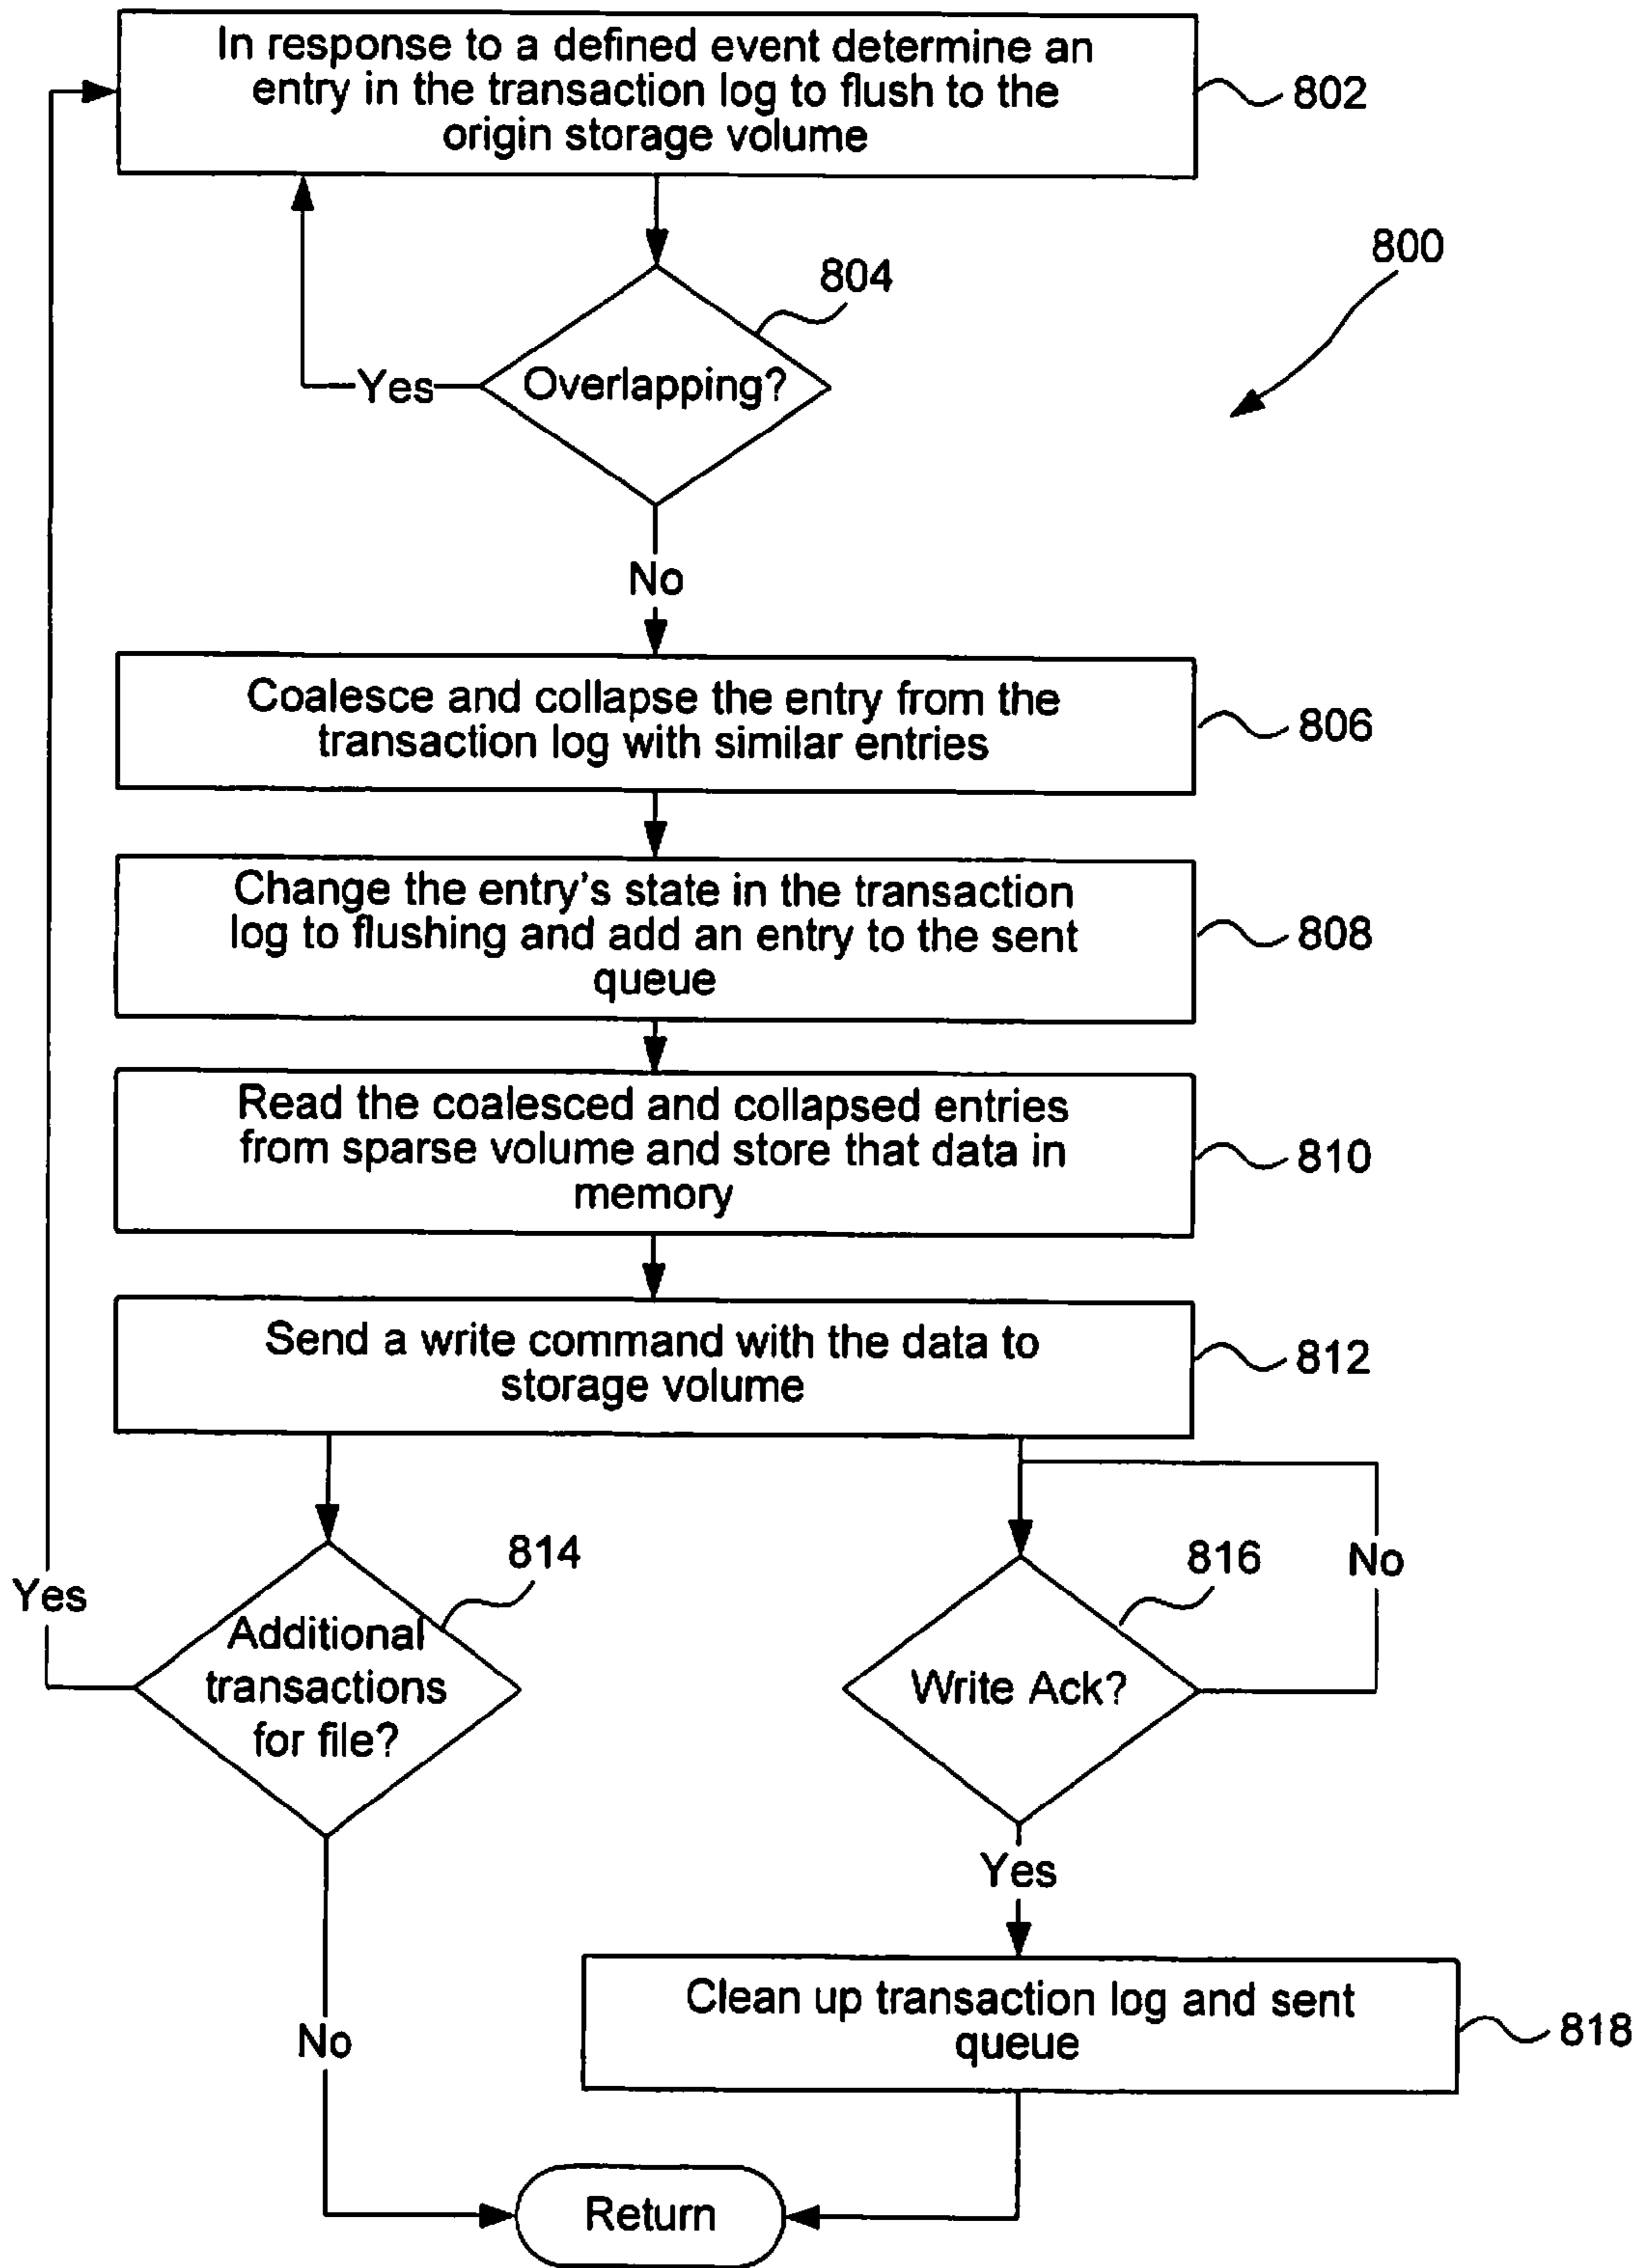 In response to a defined event determine an
entry in the transaction log to flush to the
origin storage volume
802
800
804
Overlapping?
Yes
No
Coalesce and collapse the entry from the
transaction log with similar entries
806
Change the entry's state in the transaction
log to flushing and add an entry to the sent
queue
808
Read the coalesced and collapsed entries
from sparse volume and store that data in
memory
810
Send a write command with the data to
storage volume
812
814
816
No
Yes
Additional
transactions
for file?
Write Ack?
Yes
Clean up transaction log and sent
queue
818
No
Return